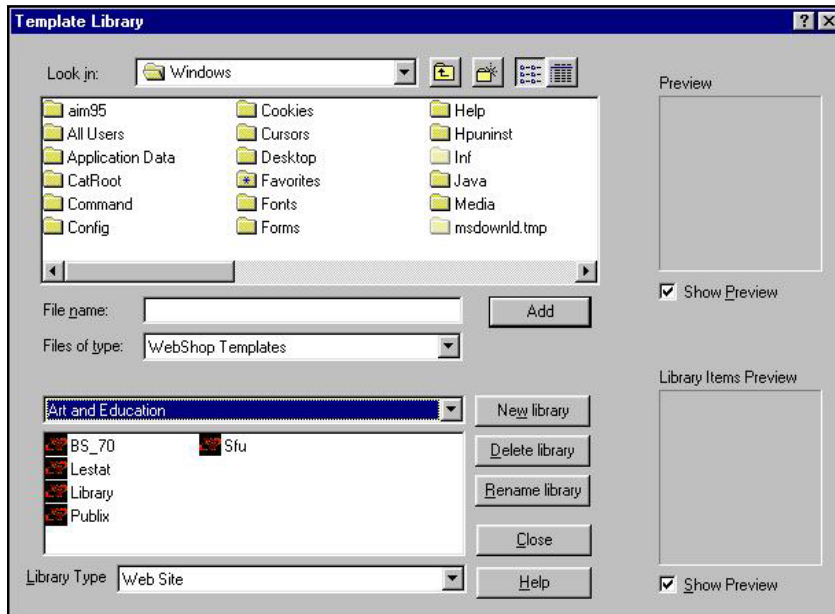 Template Library
Look in: Windows
Preview
aim95 Cookies Help
All Users Cursors Hpuninst
Application Data Desktop Inf
CatRoot Favorites Java
Command Fonts Media
Config Forms msdownld.tmp
Show Preview
File name: Add
Files of type: WebShop Templates
Library Items Preview
Art and Education New library
BS_70 Sfu
Lestat Delete library
Library Rename library
Publix
Close
Library Type Web Site Help
Show Preview